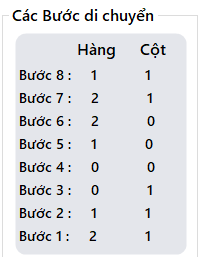 Các Bước di chuyển
Hàng Cột
Bước 8 : 1 1
Bước 7 : 2 1
Bước 6 : 2 0
Bước 5 : 1 0
Bước 4 : 0 0
Bước 3 : 0 1
Bước 2 : 1 1
Bước 1 : 2 1